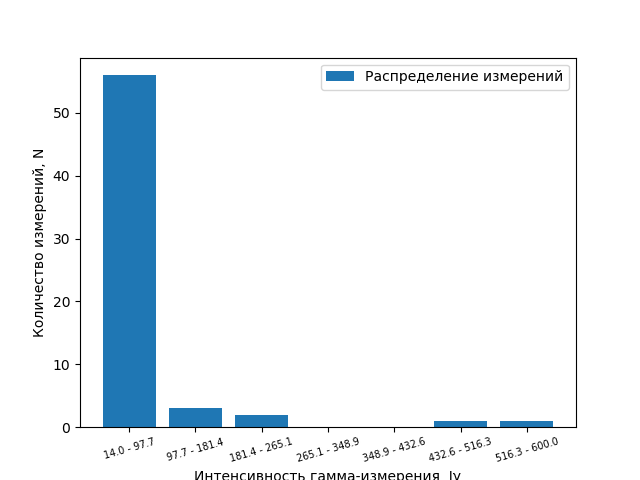 Распределение измерений
Количество измерений, N
50
40
30
20
10
0
14.0 - 97.7
97.7 - 181.4
181.4 - 265.1
265.1 - 348.9
348.9 - 432.6
432.6 - 516.3
516.3 - 600.0
Интенсивность гамма-измерения, Iγ